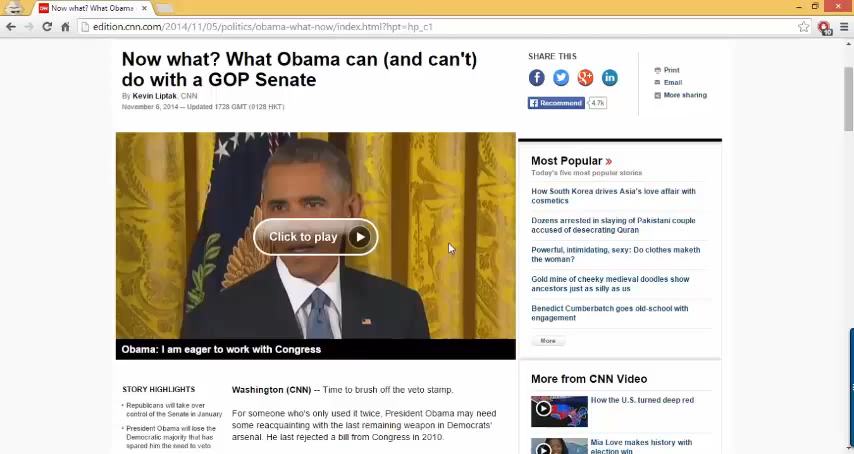 Now what? What Obama
edition.cnn.com/2014/11/05/politics/obama-what-now/index.html?hpt=hp_c1
10
Now what? What Obama can (and can't)
do with a GOP Senate
By Kevin Liptak, CNN
November 6, 2014 -- Updated 1728 GMT (0128 HKT)
SHARE THIS
Recommend
4.7k
Print
Email
More sharing
Click to play
Obama: I am eager to work with Congress
STORY HIGHLIGHTS
Republicans will take over
control of the Senate in January
President Obama will lose the
Democratic majority that has
spared him the need to veto
Washington (CNN) -- Time to brush off the veto stamp.
For someone who's only used it twice, President Obama may need
some reacquainting with the last remaining weapon in Democrats'
arsenal. He last rejected a bill from Congress in 2010.
Most Popular »
Today's five most popular stories
How South Korea drives Asia's love affair with
cosmetics
Dozens arrested in slaying of Pakistani couple
accused of desecrating Quran
Powerful, intimidating, sexy: Do clothes maketh
the woman?
Gold mine of cheeky medieval doodles show
ancestors just as silly as us
Benedict Cumberbatch goes old-school with
engagement
More
More from CNN Video
How the U.S. turned deep red
Mia Love makes history with
election win